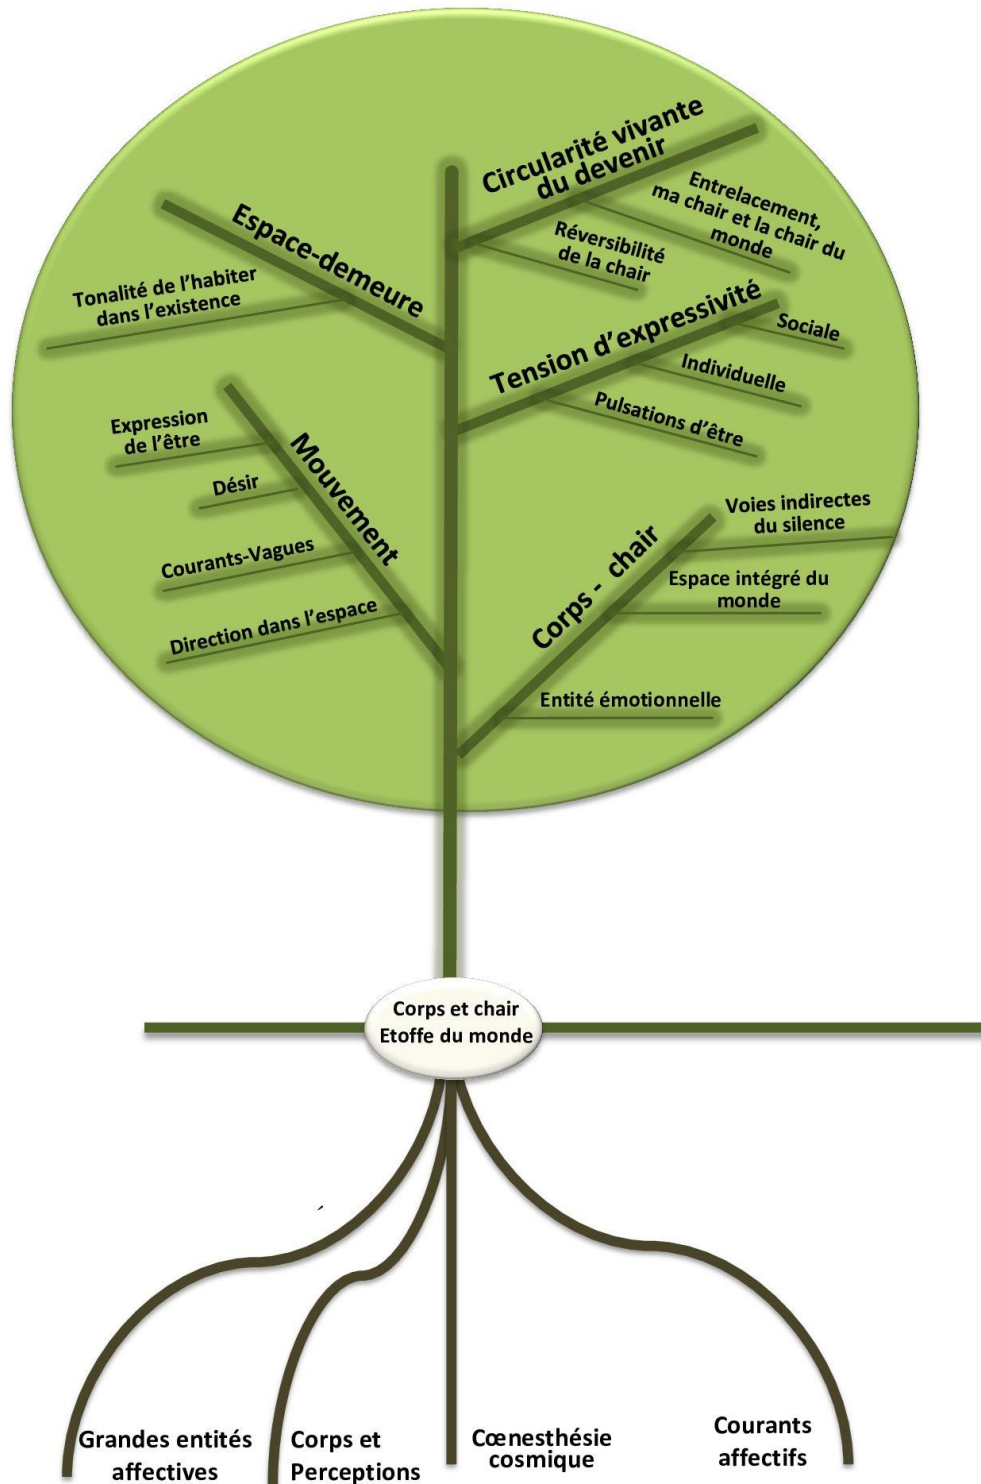 Circularité vivante
du devenir
Entrelacement,
ma chair et la chair du
monde
Réversibilité
de la chair
Espace-demeure
Tonalité de l'habiter
dans l'existence
Tension d'expressivité
Sociale
Individuelle
Pulsations d'être
Mouvement
Expression
de l'être
Désir
Courants-Vagues
Direction dans l'espace
Corps - chair
Voies indirectes
du silence
Espace intégré du
monde
Entité émotionnelle
Corps et chair
Etoffe du monde
Grandes entités
affectives
Corps et
Perceptions
Cœnesthésie
cosmique
Courants
affectifs